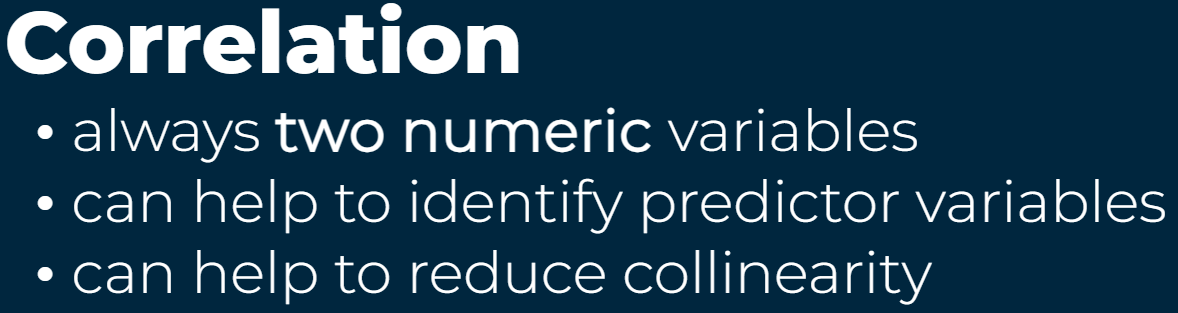 Correlation
• always two numeric variables
• can help to identify predictor variables
• can help to reduce collinearity